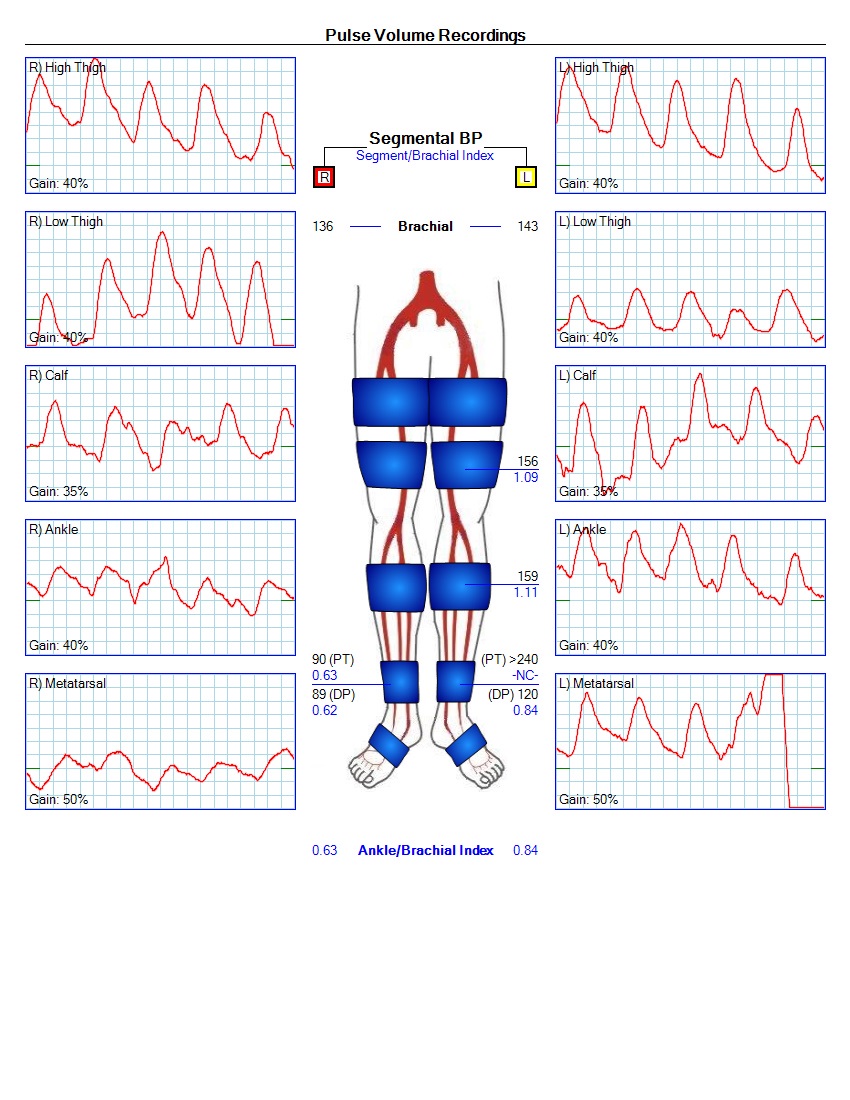 Pulse Volume Recordings
R) High Thigh
Gain: 40%
R) Low Thigh
Gain: 40%
R) Calf
Gain: 35%
R) Ankle
Gain: 40%
R) Metatarsal
Gain: 50%
Segmental BP
Segment/Brachial Index
R L
136 Brachial 143
156
1.09
159
1.11
90 (PT) (PT) >240
0.63 -NC-
89 (DP) (DP) 120
0.62 0.84
0.63 Ankle/Brachial Index 0.84
L) High Thigh
Gain: 40%
L) Low Thigh
Gain: 40%
L) Calf
Gain: 35%
L) Ankle
Gain: 40%
L) Metatarsal
Gain: 50%